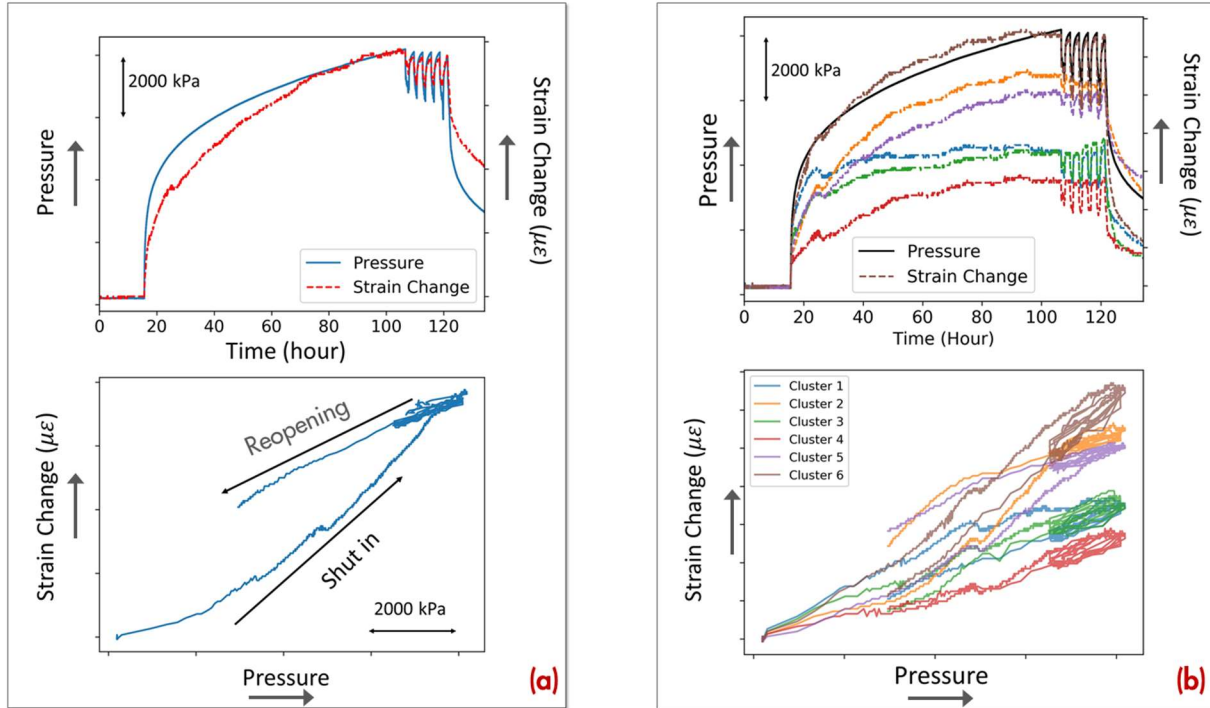 2000 kPa
Pressure
Strain Change (με)
Pressure
Strain Change
0 20 40 60 80 100 120
Time (hour)
Strain Change (με)
Reopening
Shut in
2000 kPa
Pressure
(a)
2000 kPa
Pressure
Strain Change (με)
Pressure
Strain Change
0 20 40 60 80 100 120
Time (Hour)
Strain Change (με)
Cluster 1
Cluster 2
Cluster 3
Cluster 4
Cluster 5
Cluster 6
Pressure
(b)